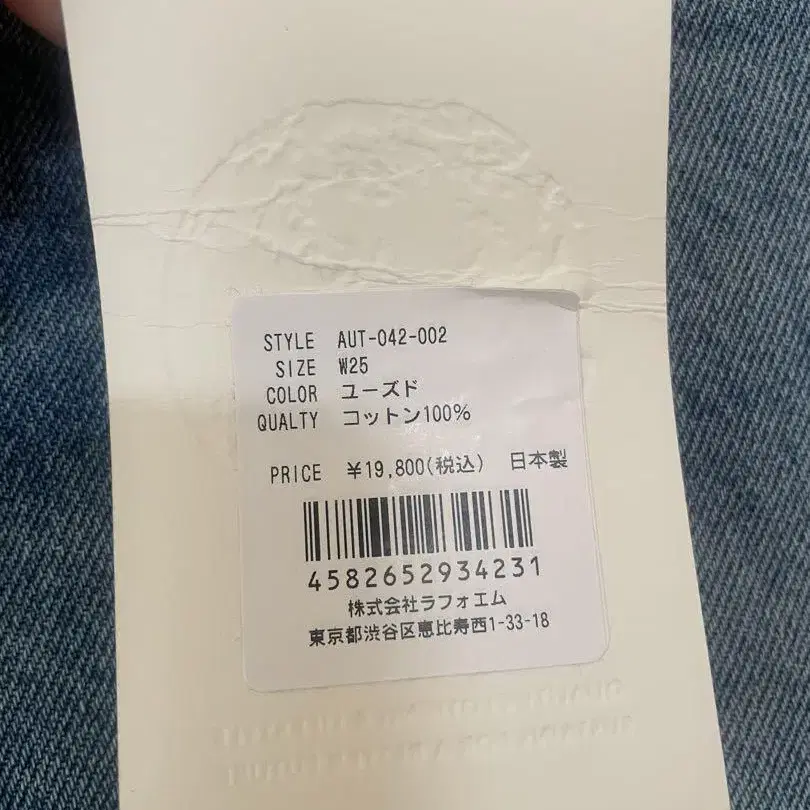 STYLE AUT-042-002
SIZE W25
COLOR ユーズド
QUALTY コットン100%
PRICE ¥19,800(税込) 日本製
4582652934231
株式会社ラフォエム
東京都渋谷区恵比寿西1-33-18